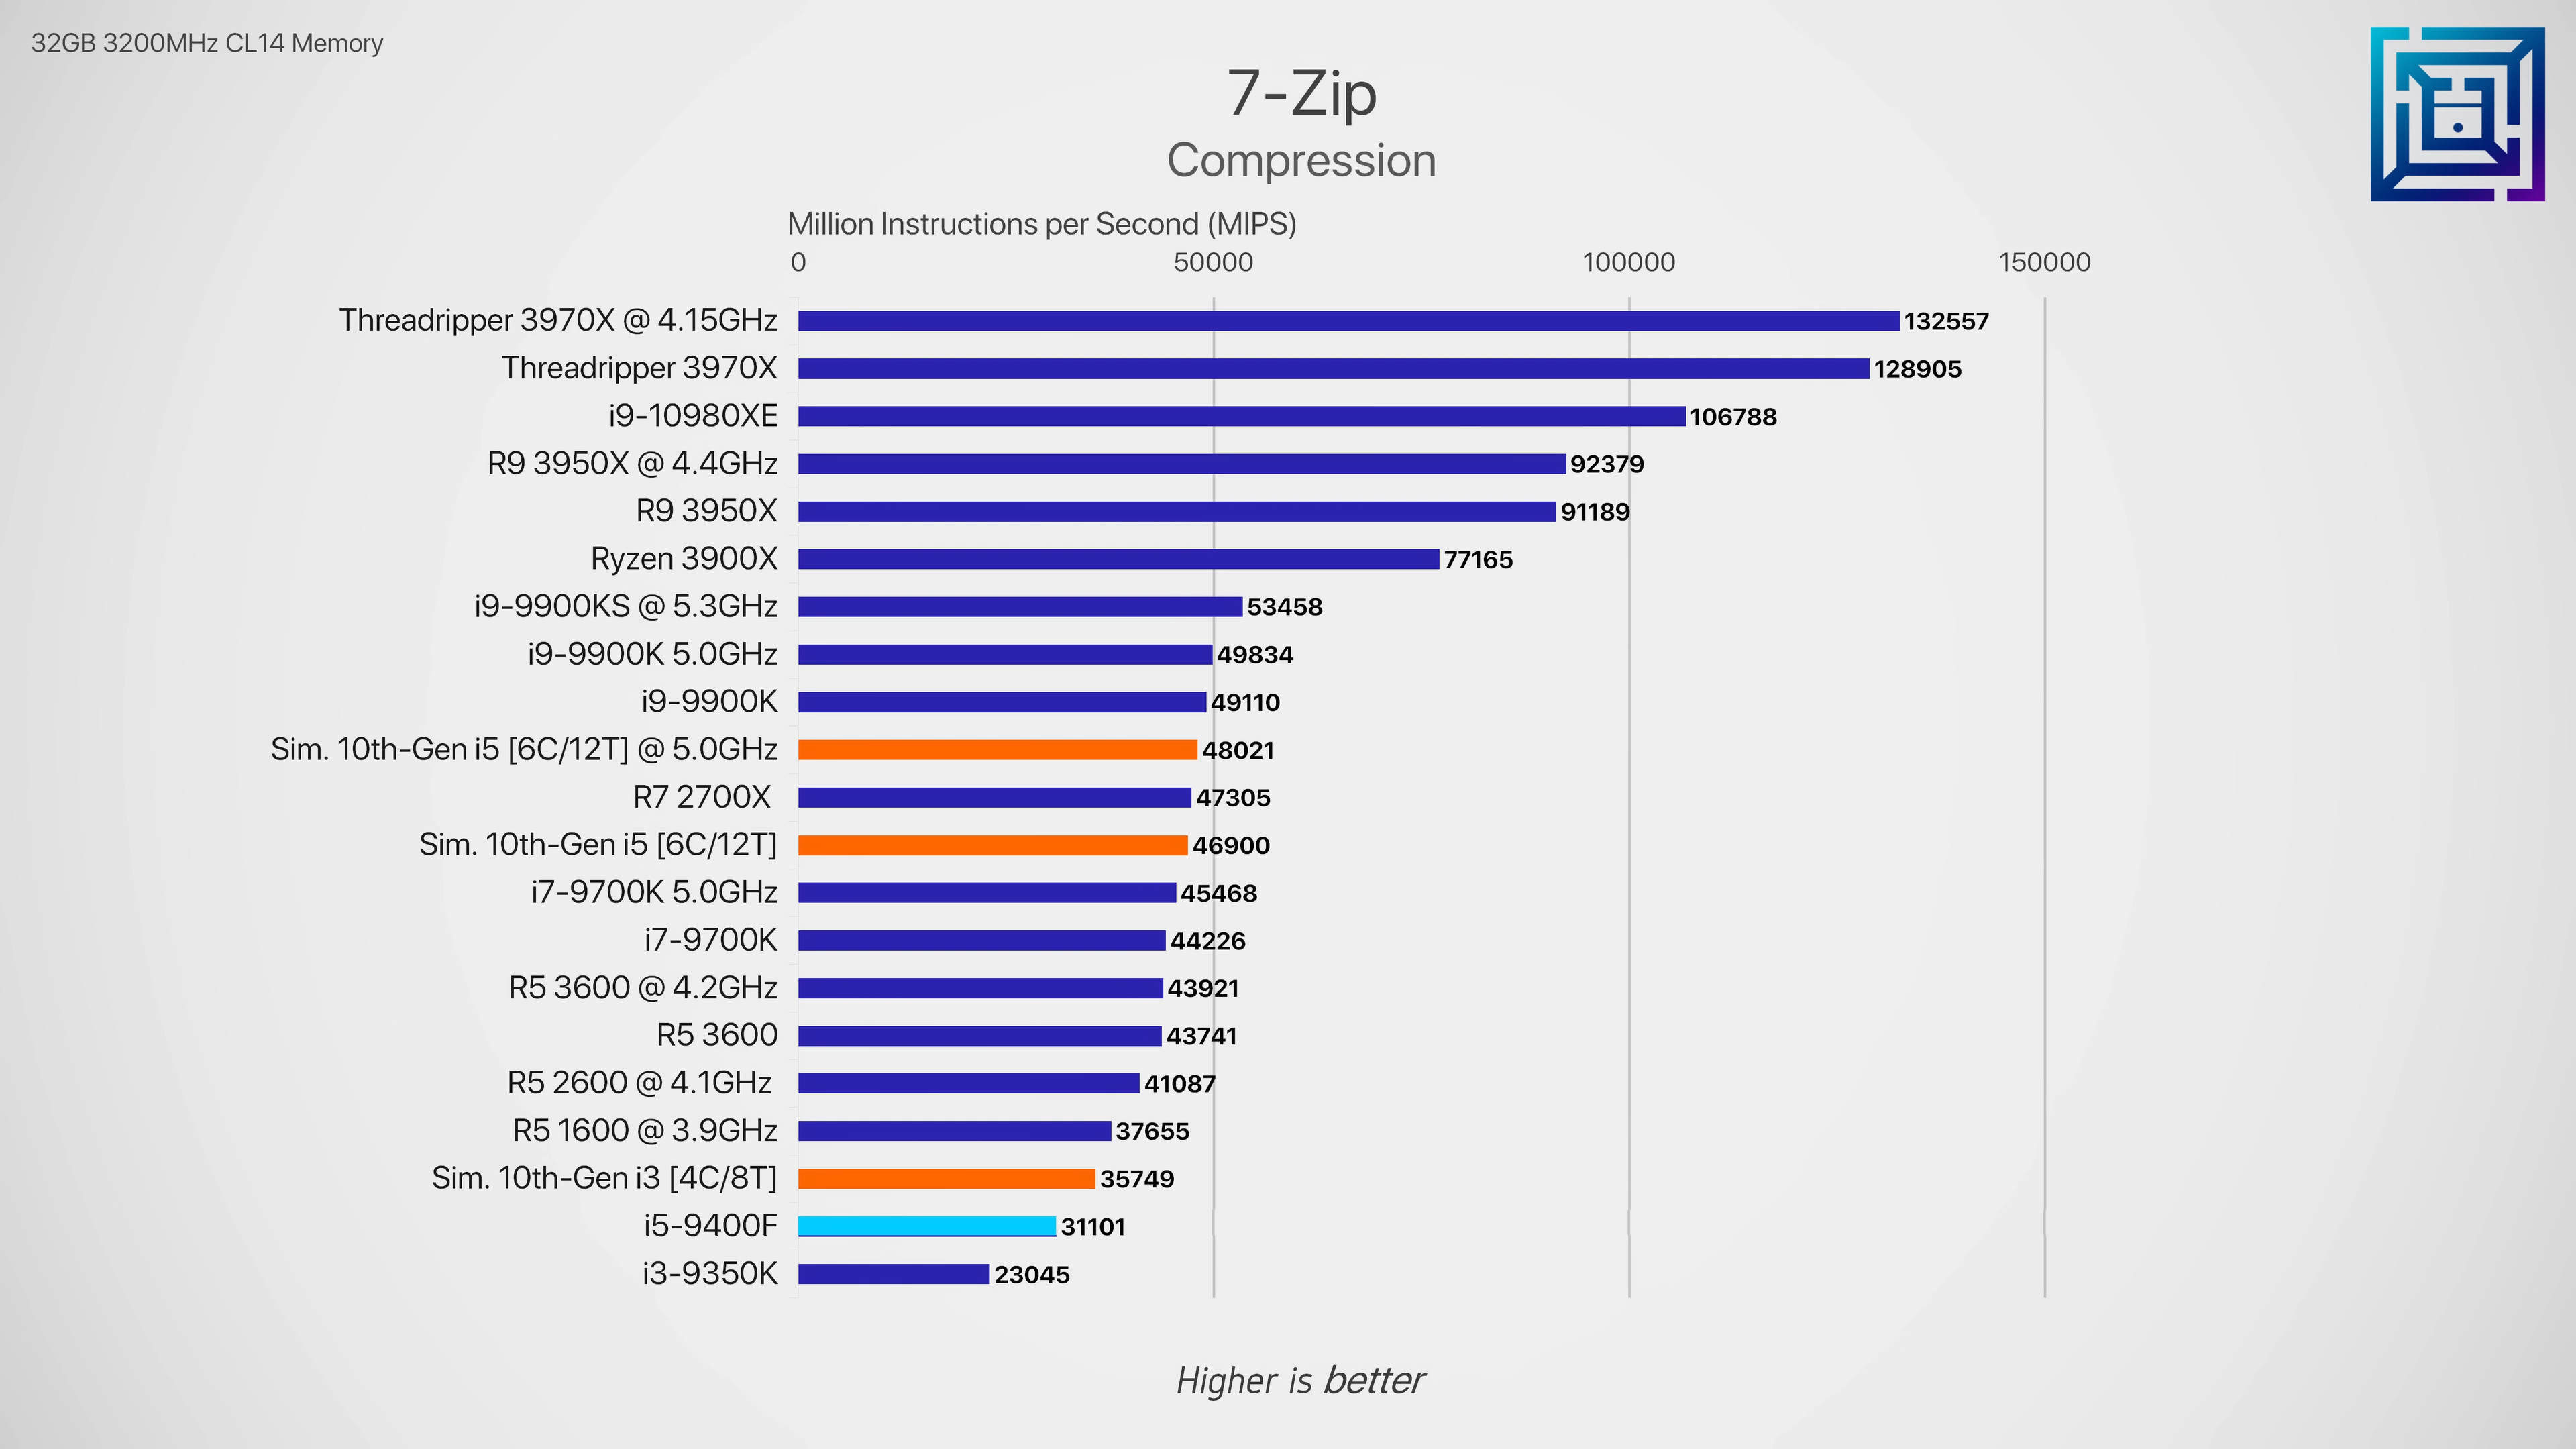 32GB 3200MHz CL14 Memory
7-Zip
Compression
Million Instructions per Second (MIPS)
0 50000 100000 150000
Threadripper 3970X @ 4.15GHz 132557
Threadripper 3970X 128905
i9-10980XE 106788
R9 3950X @ 4.4GHz 92379
R9 3950X 91189
Ryzen 3900X 77165
i9-9900KS @ 5.3GHz 53458
i9-9900K 5.0GHz 49834
i9-9900K 49110
Sim. 10th-Gen i5 [6C/12T] @ 5.0GHz 48021
R7 2700X 47305
Sim. 10th-Gen i5 [6C/12T] 46900
i7-9700K 5.0GHz 45468
i7-9700K 44226
R5 3600 @ 4.2GHz 43921
R5 3600 43741
R5 2600 @ 4.1GHz 41087
R5 1600 @ 3.9GHz 37655
Sim. 10th-Gen i3 [4C/8T] 35749
i5-9400F 31101
i3-9350K 23045
Higher is better